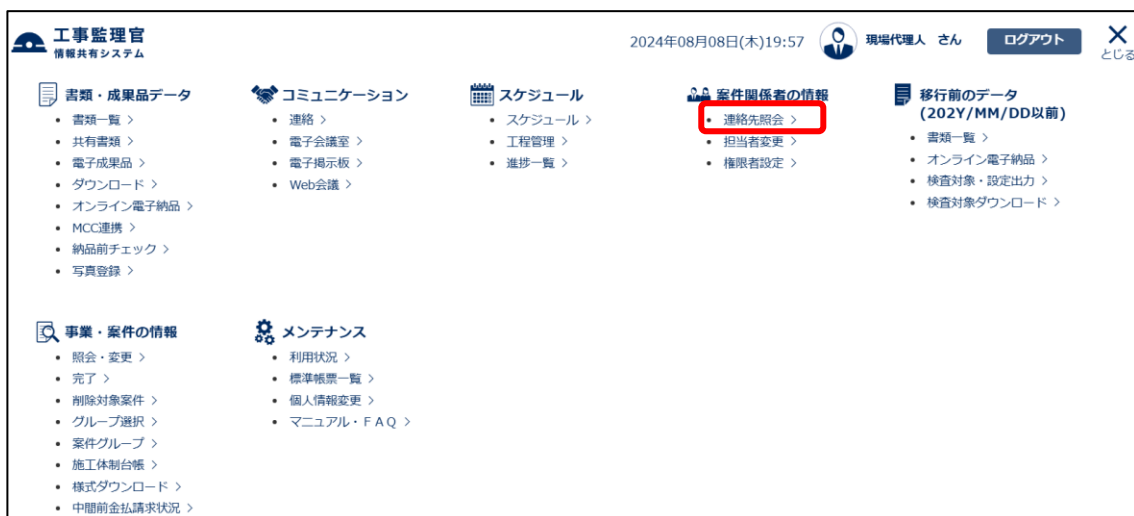 工事監理官
情報共有システム
2024年08月08日(木)19:57
現場代理人 さん
ログアウト
とじる
書類・成果品データ
書類一覧 >
共有書類 >
電子成果品 >
ダウンロード >
オンライン電子納品 >
MCC連携 >
納品前チェック >
写真登録 >
コミュニケーション
連絡 >
電子会議室 >
電子掲示板 >
Web会議 >
スケジュール
スケジュール >
工程管理 >
進捗一覧 >
案件関係者の情報
連絡先照会 >
担当者変更 >
権限者設定 >
移行前のデータ
(202Y/MM/DD以前)
書類一覧 >
オンライン電子納品 >
検査対象・設定出力 >
検査対象ダウンロード >
事業・案件の情報
照会・変更 >
完了 >
削除対象案件 >
グループ選択 >
案件グループ >
施工体制台帳 >
様式ダウンロード >
中間前金払請求状況 >
メンテナンス
利用状況 >
標準帳票一覧 >
個人情報変更 >
マニュアル・ＦＡＱ >